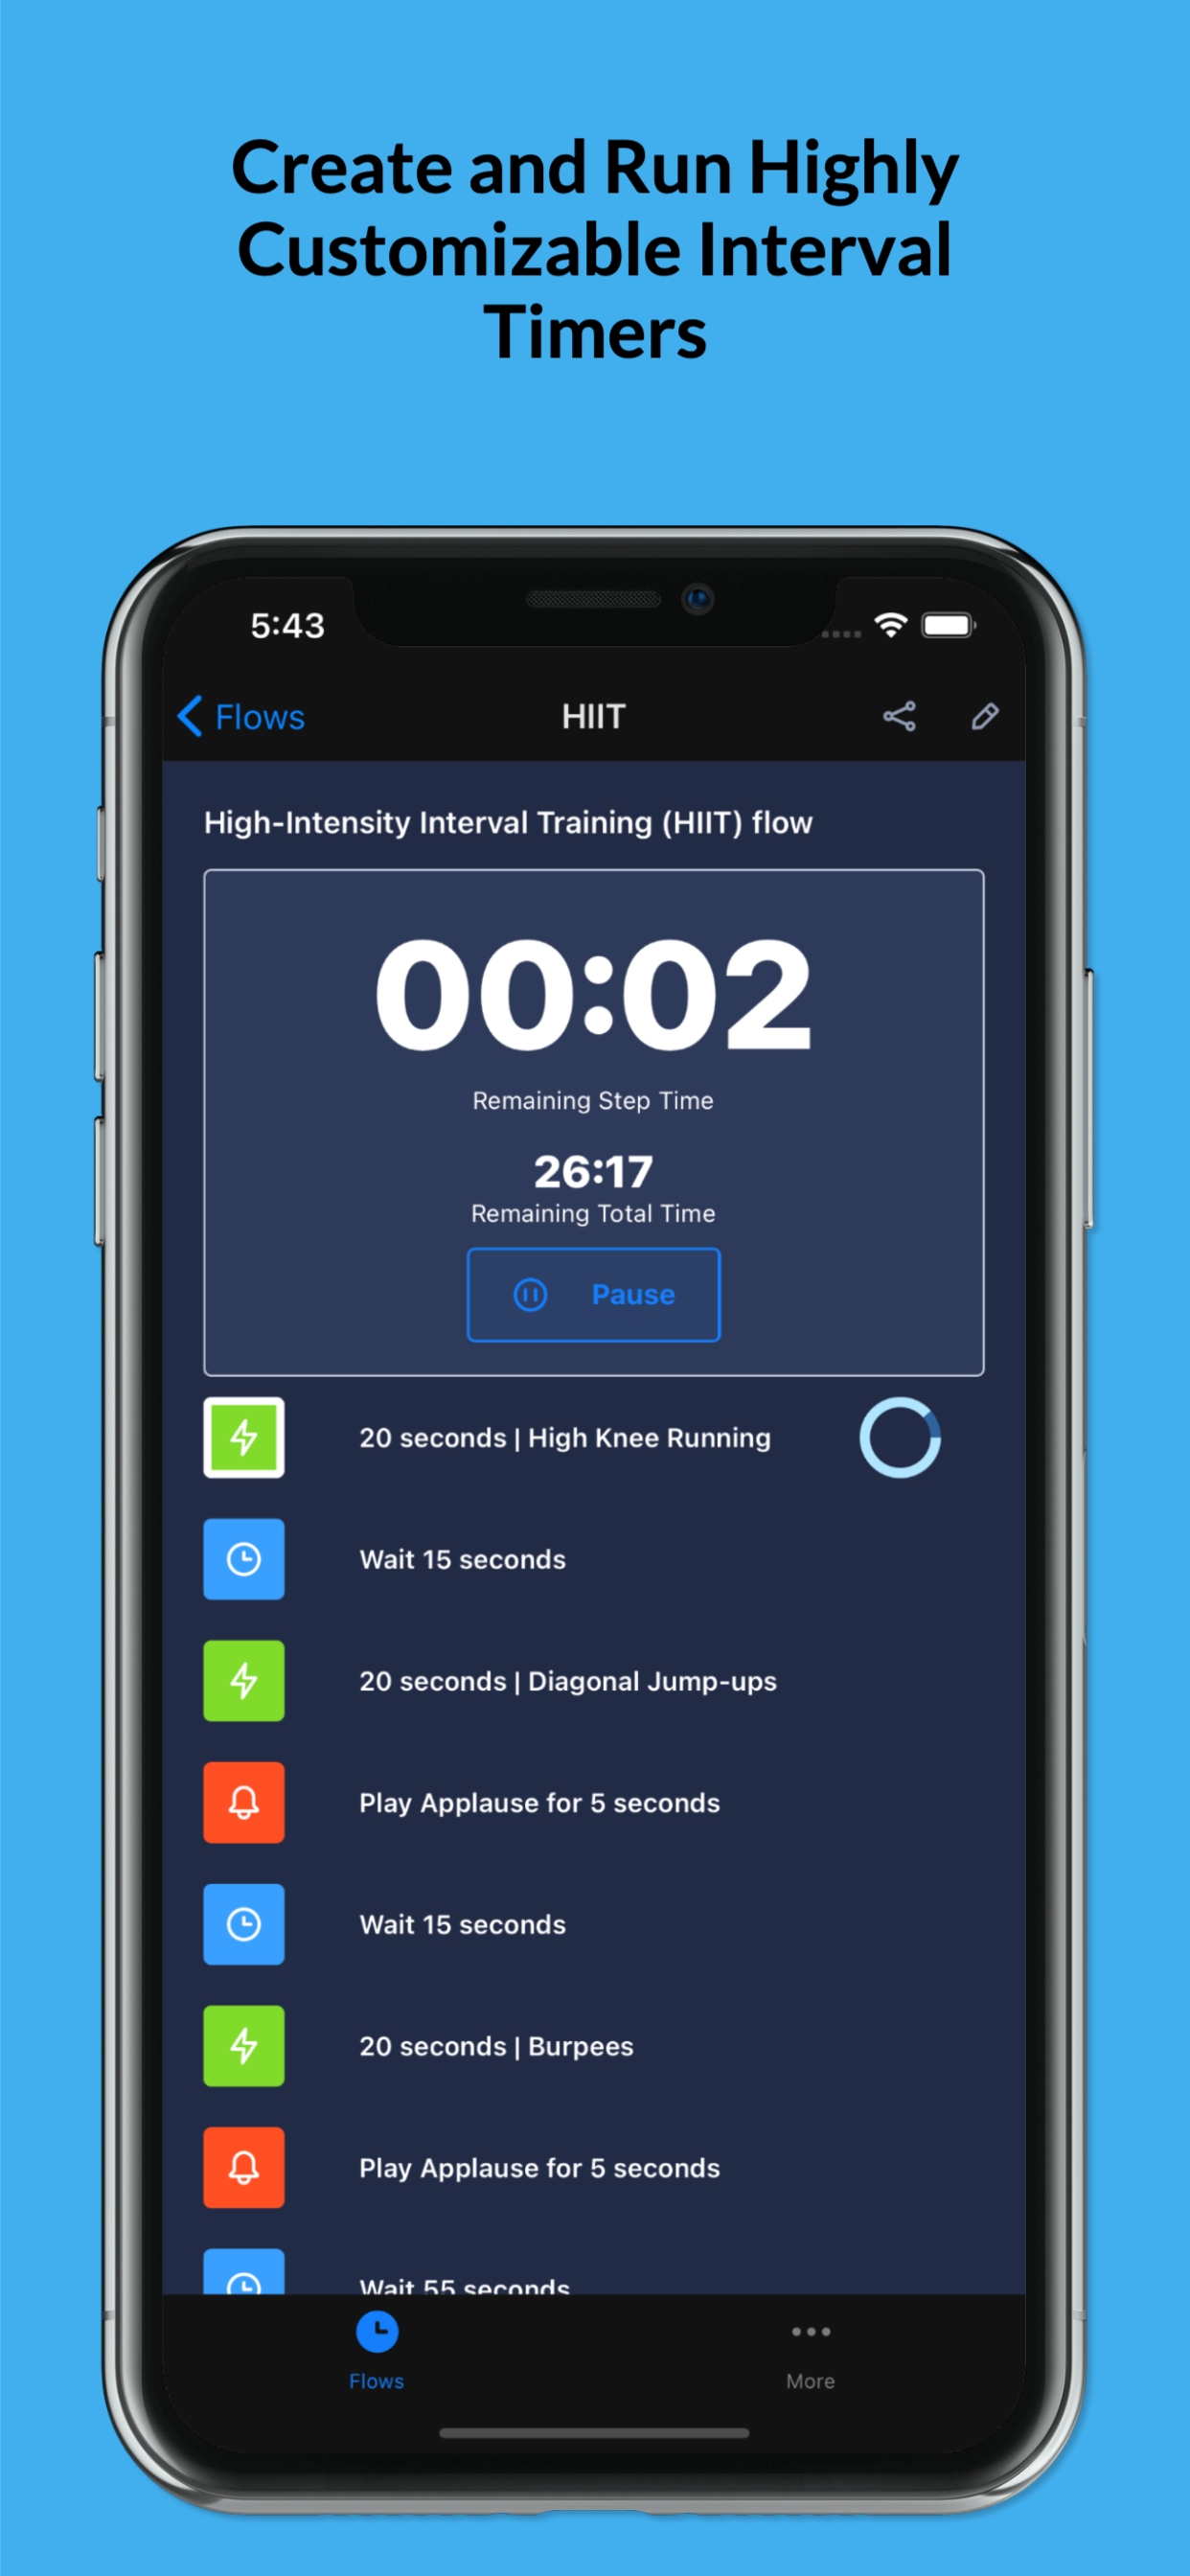 Create and Run Highly
Customizable Interval
Timers
5:43
Flows
HIIT
High-Intensity Interval Training (HIIT) flow
00:02
Remaining Step Time
26:17
Remaining Total Time
Pause
20 seconds | High Knee Running
Wait 15 seconds
20 seconds | Diagonal Jump-ups
Play Applause for 5 seconds
Wait 15 seconds
20 seconds | Burpees
Play Applause for 5 seconds
Wait 55 seconds
Flows
More